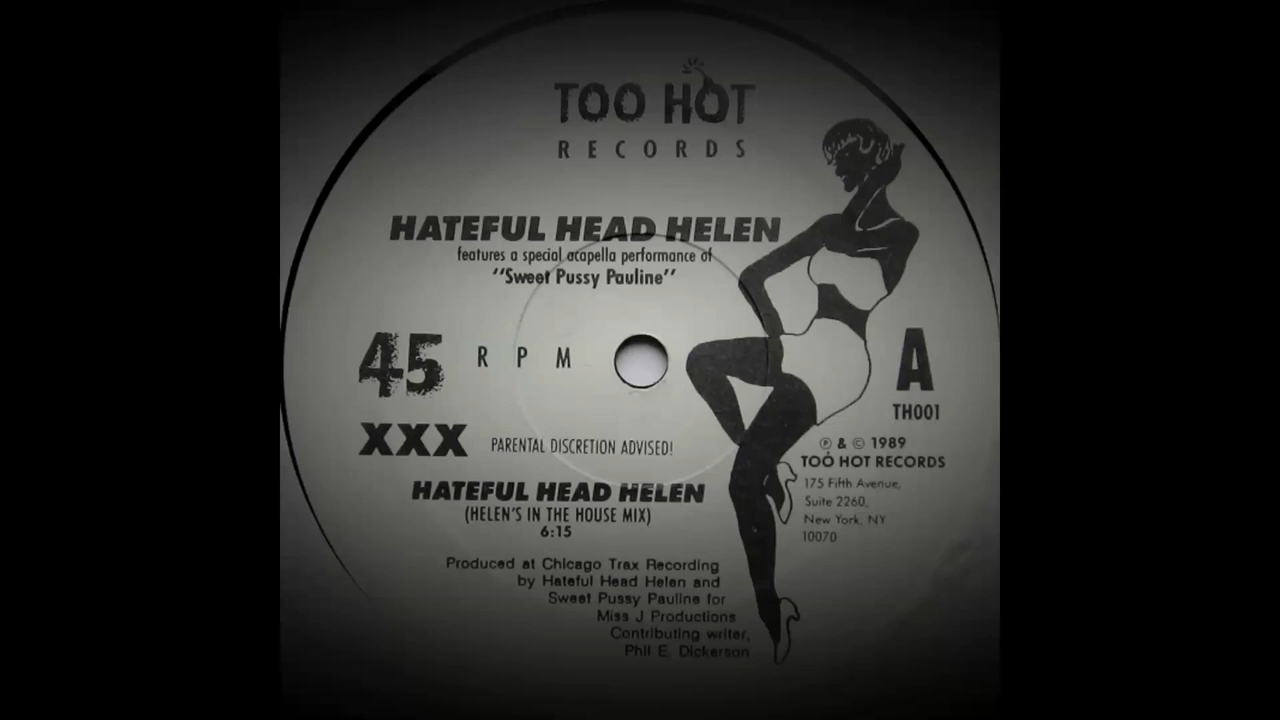 TOO HOT
RECORDS
HATEFUL HEAD HELEN
features a special acapella performance of
"Sweet Pussy Pauline"
45 RPM
A
TH001
XXX PARENTAL DISCRETION ADVISED!
HATEFUL HEAD HELEN
(HELEN'S IN THE HOUSE MIX)
6:15
Produced at Chicago Trax Recording
by Hateful Head Helen and
Sweet Pussy Pauline for
Miss J Productions
Contributing writer,
Phil E. Dickerson
℗ & © 1989
TOO HOT RECORDS
175 Fifth Avenue,
Suite 2260,
New York, NY
10070